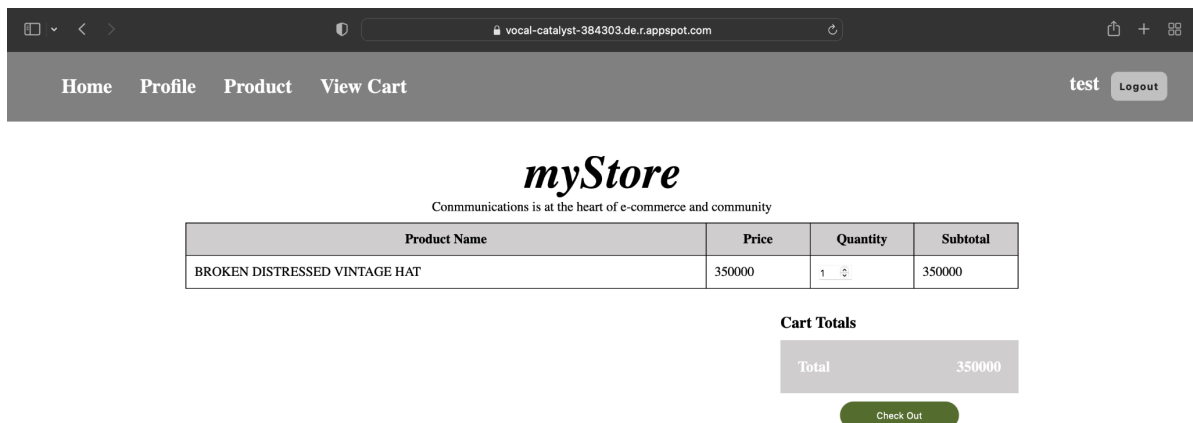 vocal-catalyst-384303.de.r.appspot.com
Home Profile Product View Cart test Logout
myStore
Conmmunications is at the heart of e-commerce and community
Product Name Price Quantity Subtotal
BROKEN DISTRESSED VINTAGE HAT 350000 1 350000
Cart Totals
Total 350000
Check Out